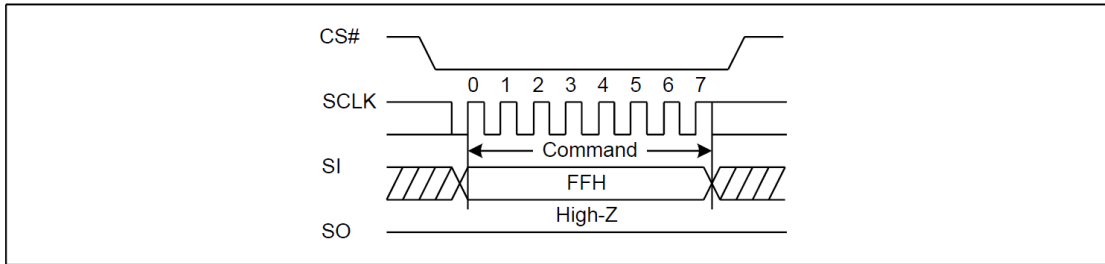 CS#
0 1 2 3 4 5 6 7
SCLK
Command
SI
FFH
High-Z
SO